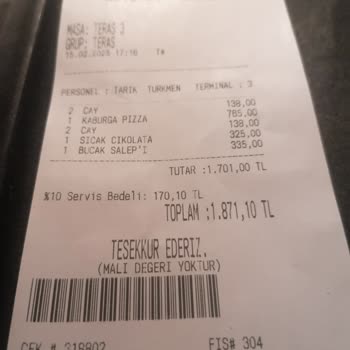 MASA: TERAS 3
GRUP: TERAS
PERSONEL : TARIK TURKMEN TERMINAL : 3
2 CAY 138,00
1 KABURGA PIZZA 765,00
2 CAY 138,00
1 SICAK CIKOLATA 325,00
1 BUCAK SALEP'I 335,00
TUTAR :1.701,00 TL
%10 Servis Bedeli: 170,10 TL
TOPLAM :1.871,10 TL
TESEKKUR EDERIZ.
(MALI DEGERI YOKTUR)
CEK # 319802
FIS# 304